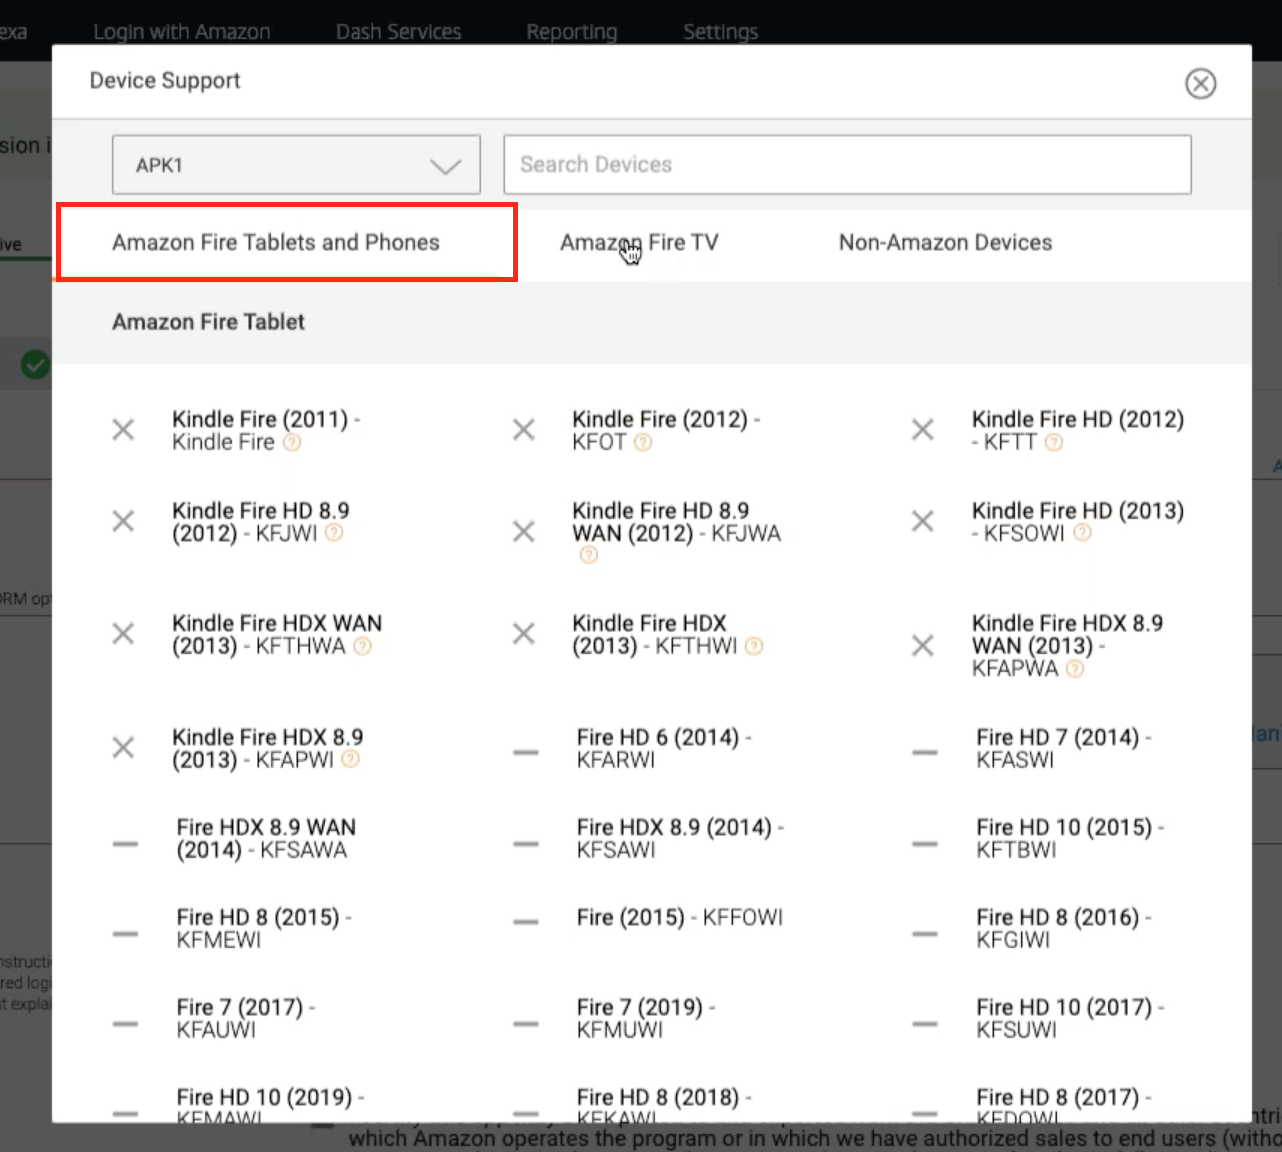 exa Login with Amazon Dash Services Reporting Settings
Device Support
sion i
APK1
Search Devices
ive
Amazon Fire Tablets and Phones
Amazon Fire TV
Non-Amazon Devices
Amazon Fire Tablet
Kindle Fire (2011) -
Kindle Fire ?
Kindle Fire (2012) -
KFOT ?
Kindle Fire HD (2012)
- KFTT ?
Kindle Fire HD 8.9
(2012) - KFJWI ?
Kindle Fire HD 8.9
WAN (2012) - KFJWA
?
Kindle Fire HD (2013)
- KFSOWI ?
DRM opt
Kindle Fire HDX WAN
(2013) - KFTHWA ?
Kindle Fire HDX
(2013) - KFTHWI ?
Kindle Fire HDX 8.9
WAN (2013) -
KFAPWA ?
Kindle Fire HDX 8.9
(2013) - KFAPWI ?
Fire HD 6 (2014) -
KFARWI
Fire HD 7 (2014) -
KFASWI
lan
Fire HDX 8.9 WAN
(2014) - KFSAWA
Fire HDX 8.9 (2014) -
KFSAWI
Fire HD 10 (2015) -
KFTBWI
Fire HD 8 (2015) -
KFMEWI
Fire (2015) - KFFOWI
Fire HD 8 (2016) -
KFGIWI
nstructi
red logi
t explai
Fire 7 (2017) -
KFAUWI
Fire 7 (2019) -
KFMUWI
Fire HD 10 (2017) -
KFSUWI
Fire HD 10 (2019) -
KFMAWI
Fire HD 8 (2018) -
KFKAWI
Fire HD 8 (2017) -
KFDOWI
ntri
which Amazon operates the program or in which we have authorized sales to end users (witho